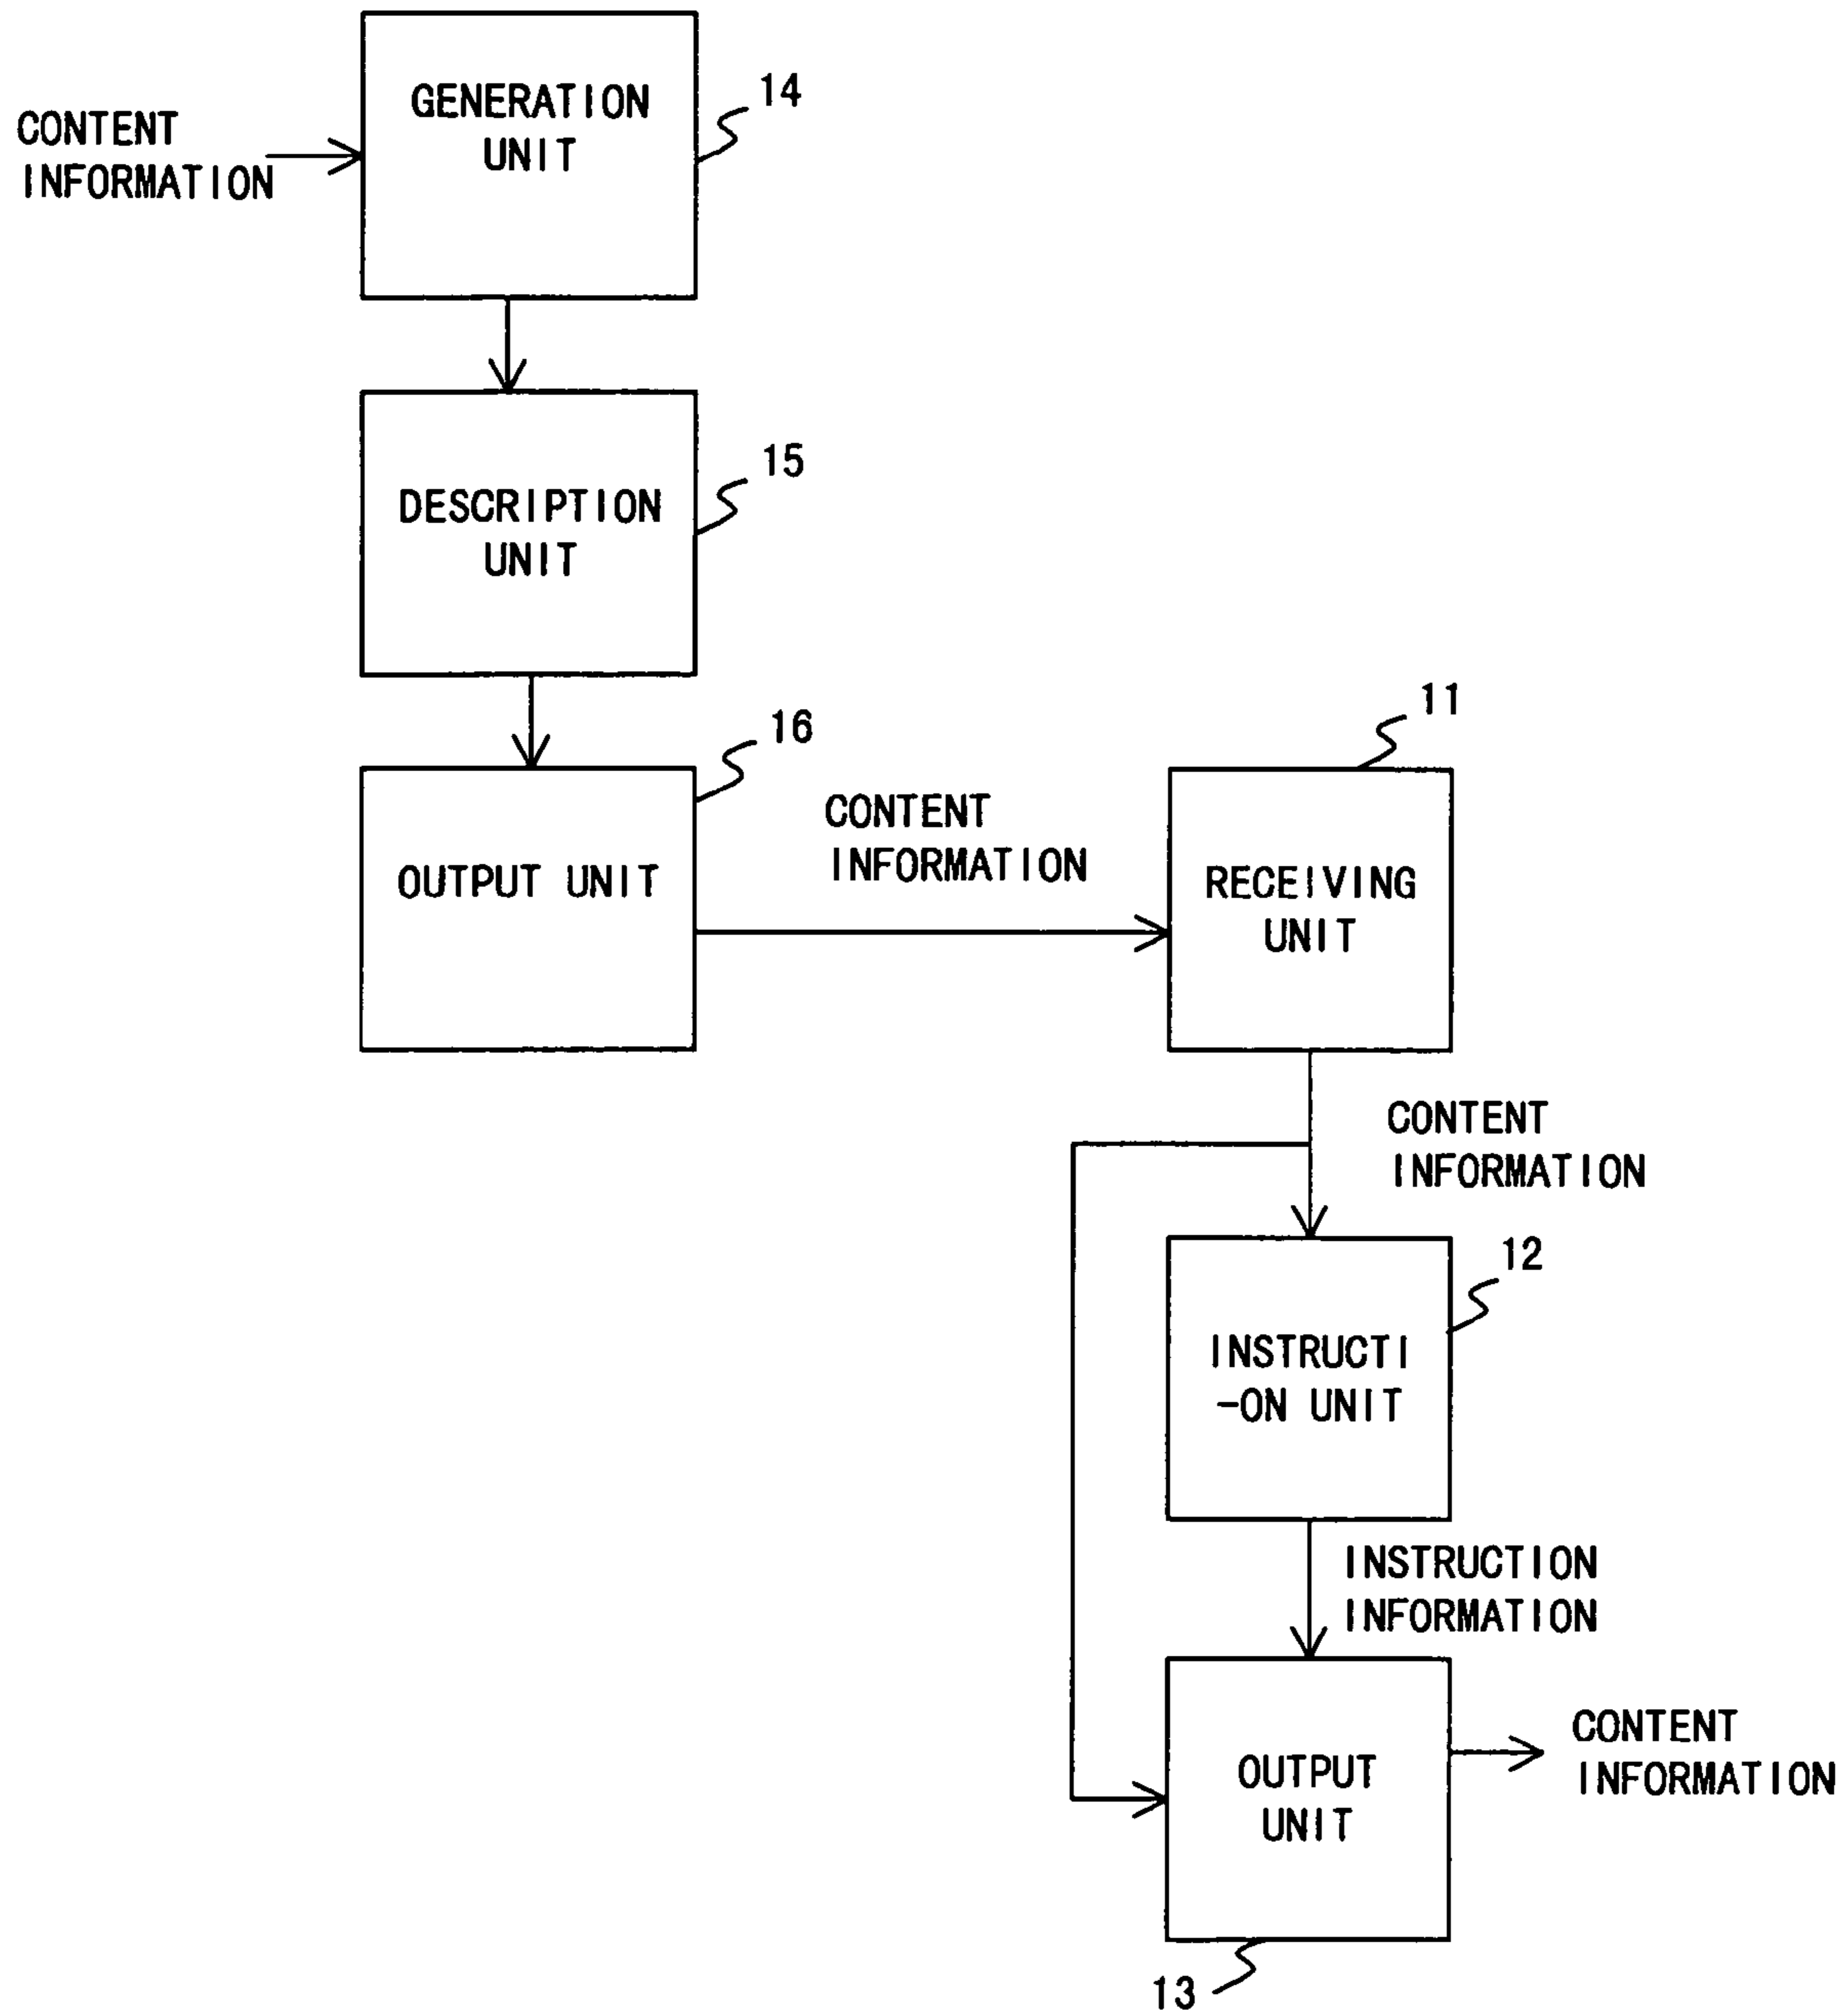 GENERATION
UNIT
14
CONTENT
INFORMATION
DESCRIPTION
UNIT
15
OUTPUT UNIT
16
CONTENT
INFORMATION
RECEIVING
UNIT
11
CONTENT
INFORMATION
INSTRUCTI
-ON UNIT
12
INSTRUCTION
INFORMATION
OUTPUT
UNIT
CONTENT
INFORMATION
13